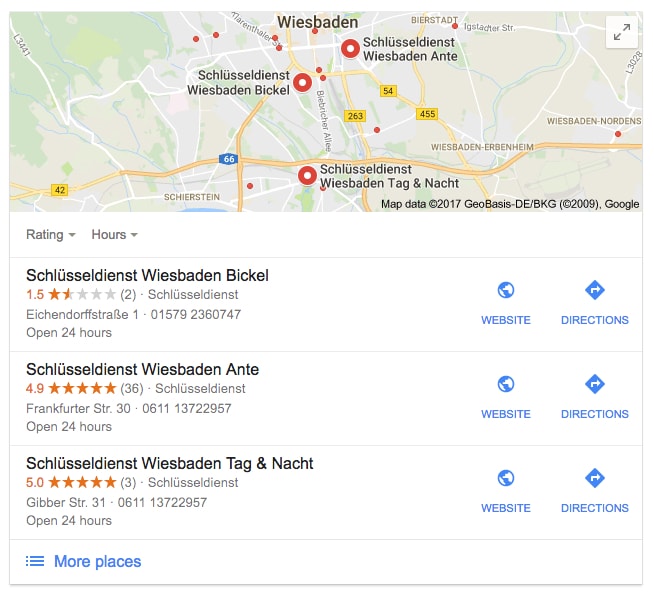 Wiesbaden
BIERSTADT
Igstadter Str.
L3441
Schlüsseldienst
Wiesbaden Ante
L3028
Schlüsseldienst
Wiesbaden Bickel
54
Biebricher Allee
263
455
WIESBADEN-NORDENS
WIESBADEN-ERBENHEIM
66
Schlüsseldienst
Wiesbaden Tag & Nacht
42
SCHIERSTEIN
Map data ©2017 GeoBasis-DE/BKG (©2009), Google
Rating Hours
Schlüsseldienst Wiesbaden Bickel
1.5 (2) · Schlüsseldienst
Eichendorffstraße 1 · 01579 2360747
Open 24 hours
WEBSITE DIRECTIONS
Schlüsseldienst Wiesbaden Ante
4.9 (36) · Schlüsseldienst
Frankfurter Str. 30 · 0611 13722957
Open 24 hours
WEBSITE DIRECTIONS
Schlüsseldienst Wiesbaden Tag & Nacht
5.0 (3) · Schlüsseldienst
Gibber Str. 31 · 0611 13722957
Open 24 hours
WEBSITE DIRECTIONS
More places